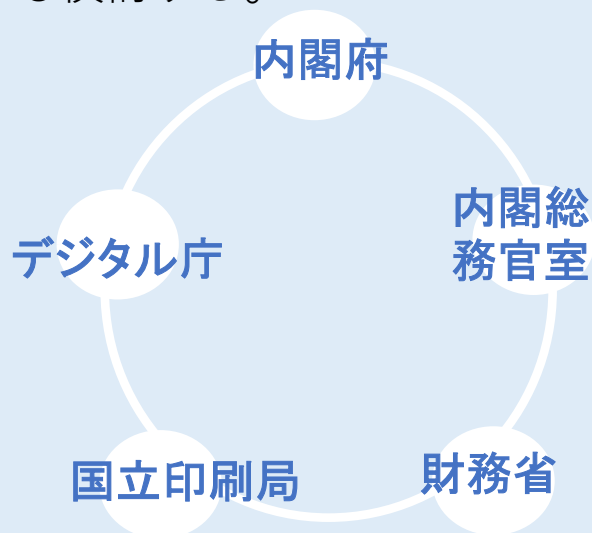 内閣府
内閣総
務官室
デジタル庁
国立印刷局
財務省